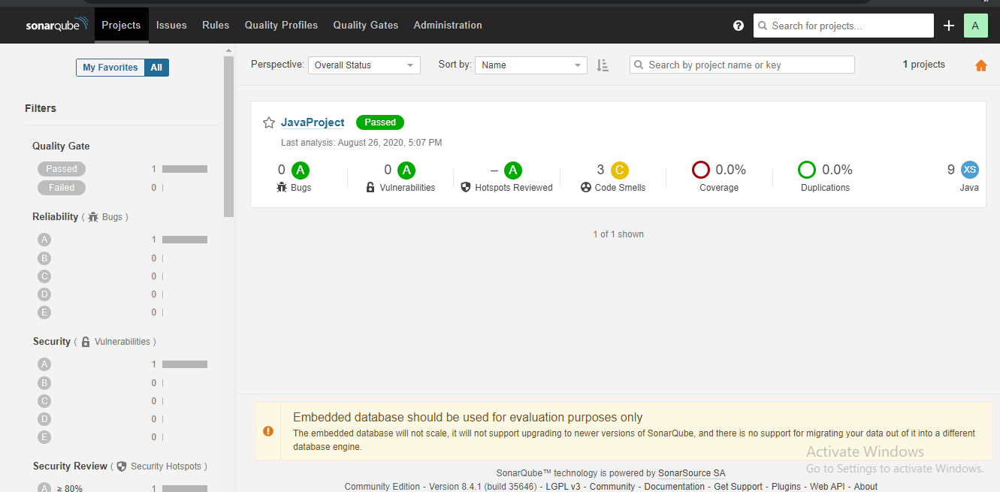 sonarqube Projects Issues Rules Quality Profiles Quality Gates Administration ? Search for projects... + A
My Favorites All
Perspective: Overall Status Sort by: Name Search by project name or key 1 projects
Filters
Quality Gate
Passed 1
Failed 0
Reliability ( Bugs )
A 1
B 0
C 0
D 0
E 0
Security ( Vulnerabilities )
A 1
B 0
C 0
D 0
E 0
Security Review ( Security Hotspots )
A ≥ 80% 1
JavaProject Passed
Last analysis: August 26, 2020, 5:07 PM
0 A 0 A – A 3 C 0.0% 0.0% 9 XS
Bugs Vulnerabilities Hotspots Reviewed Code Smells Coverage Duplications Java
1 of 1 shown
Embedded database should be used for evaluation purposes only
The embedded database will not scale, it will not support upgrading to newer versions of SonarQube, and there is no support for migrating your data out of it into a different
database engine.
Activate Windows
Go to Settings to activate Windows.
SonarQube™ technology is powered by SonarSource SA
Community Edition - Version 8.4.1 (build 35646) - LGPL v3 - Community - Documentation - Get Support - Plugins - Web API - About